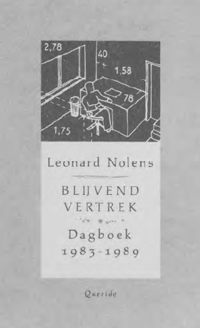 2,78
40
1,58
78
1,75
Leonard Nolens
BLIJVEND
VERTREK
Dagboek
1983-1989
Querido